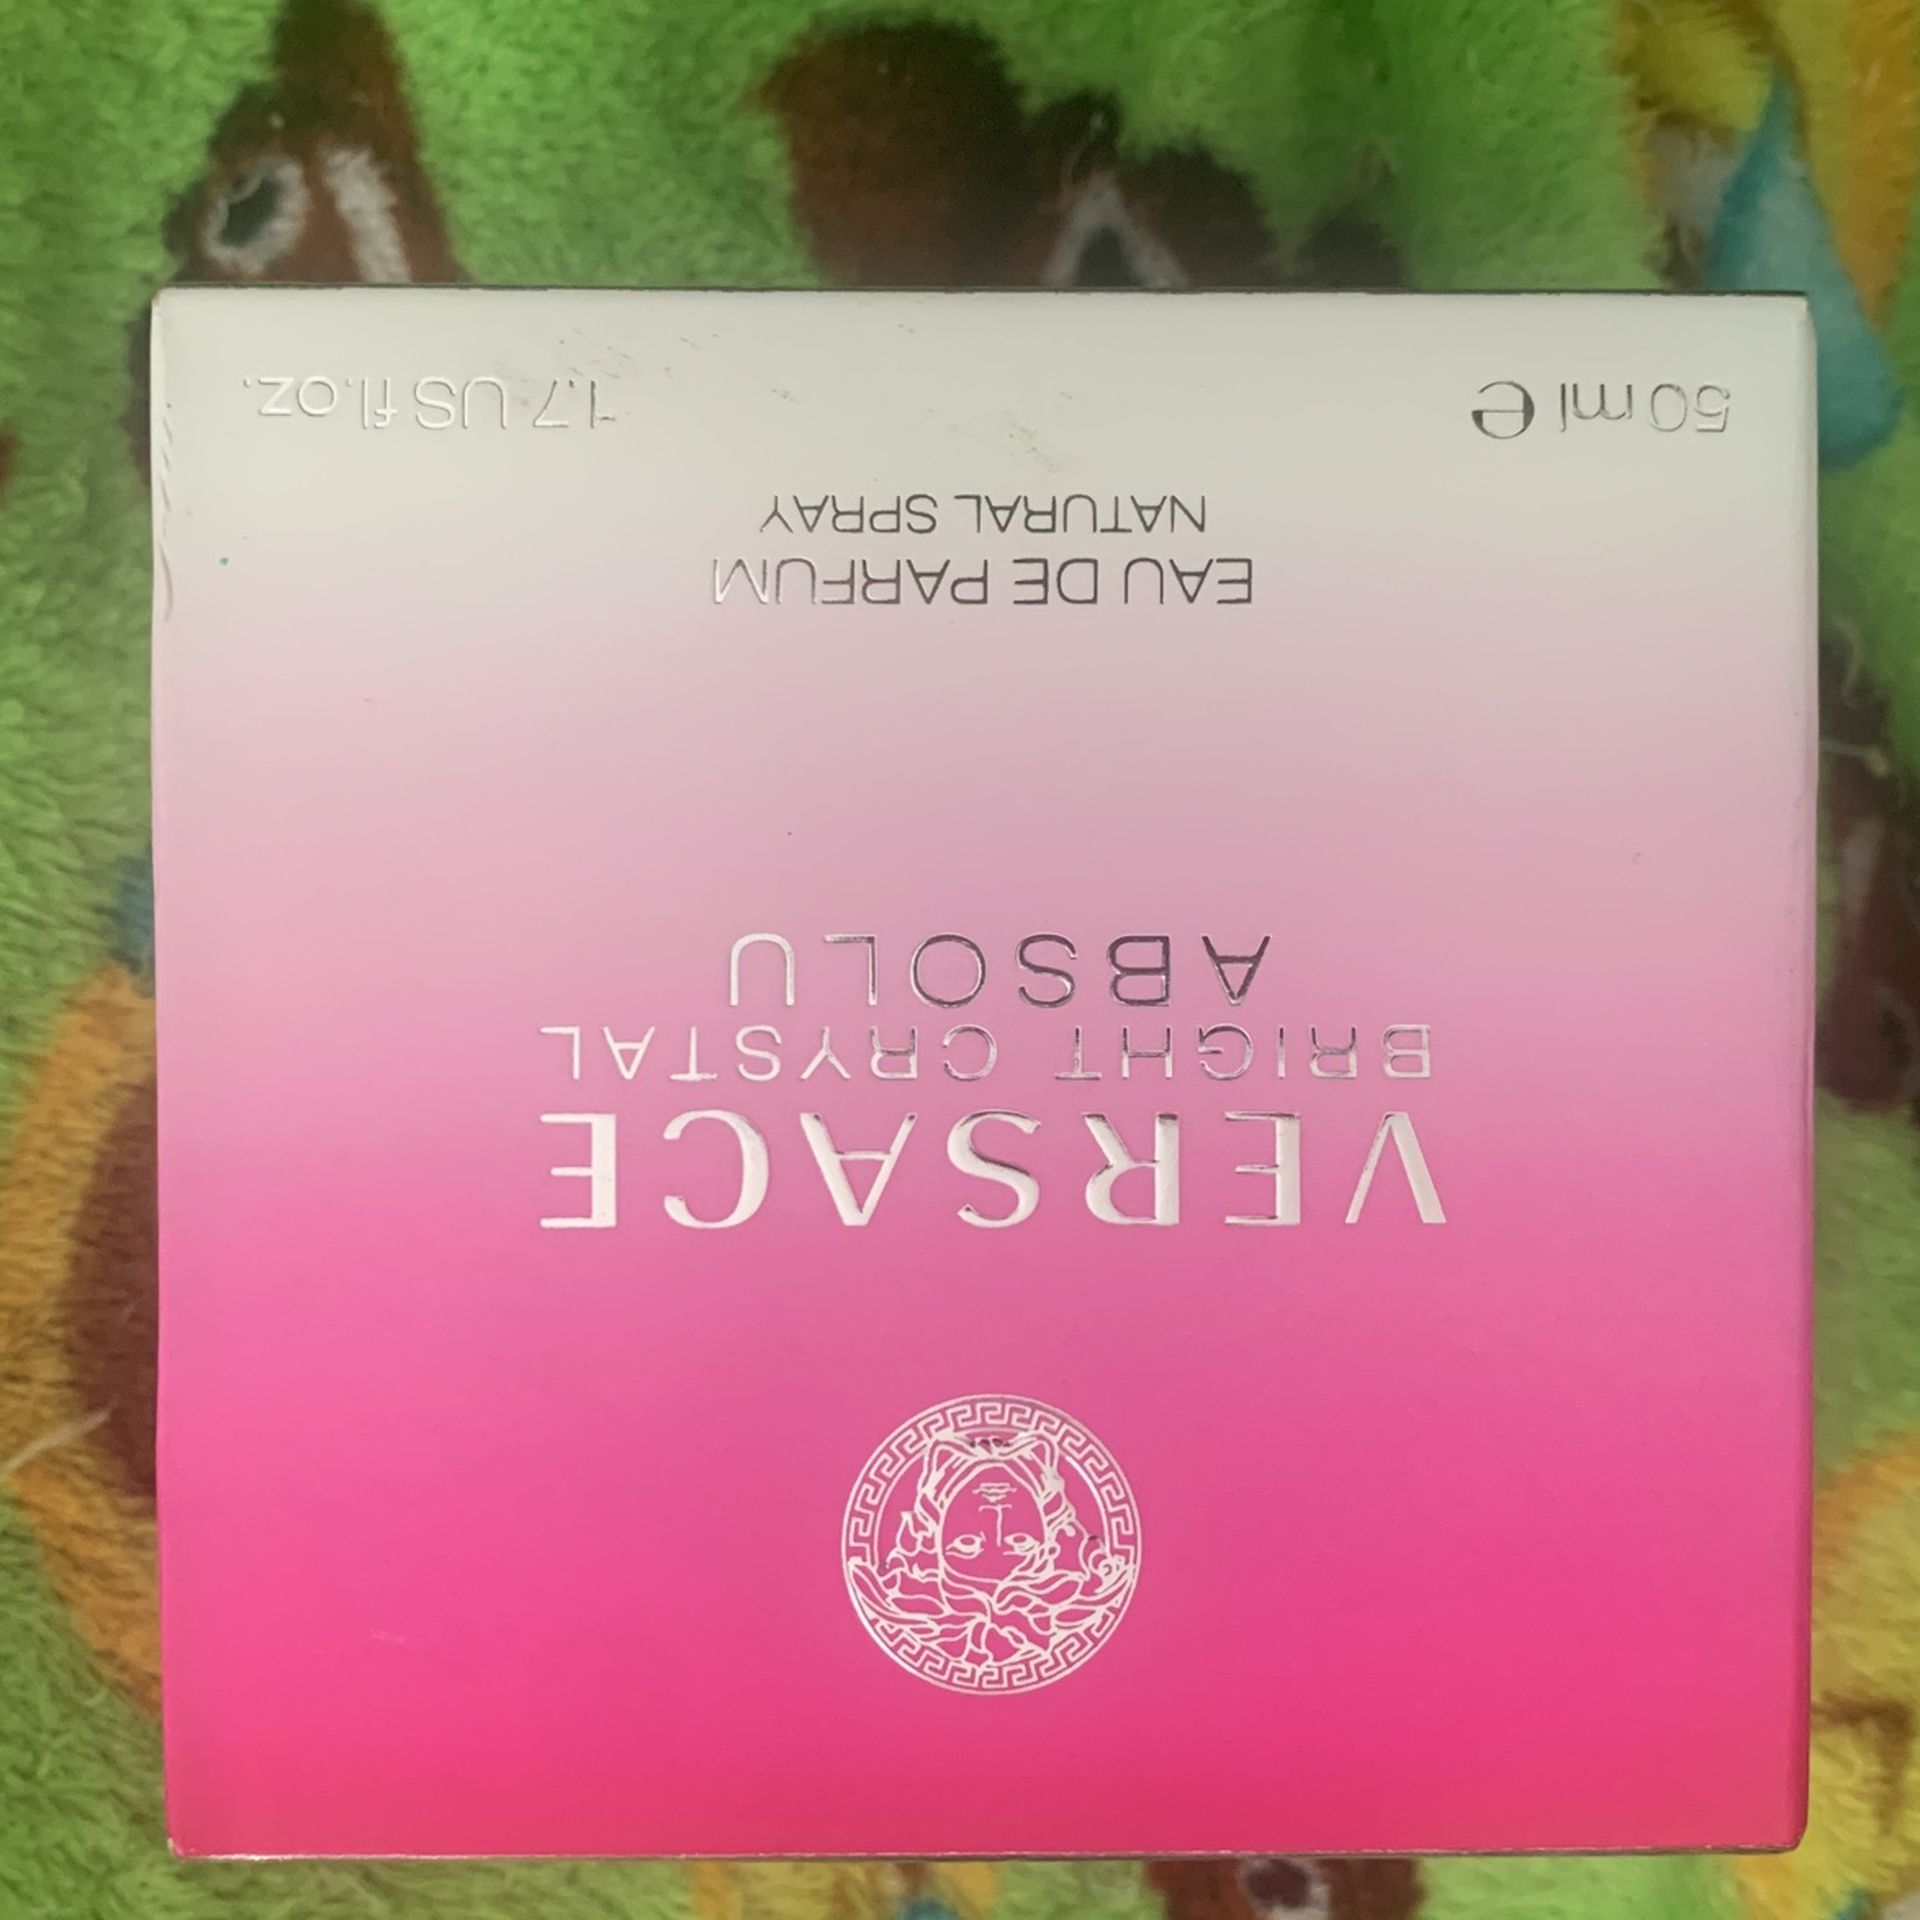 VERSACE
BRIGHT CRYSTAL
ABSOLU
EAU DE PARFUM
NATURAL SPRAY
50 ml ℮ 1.7 US fl.oz.